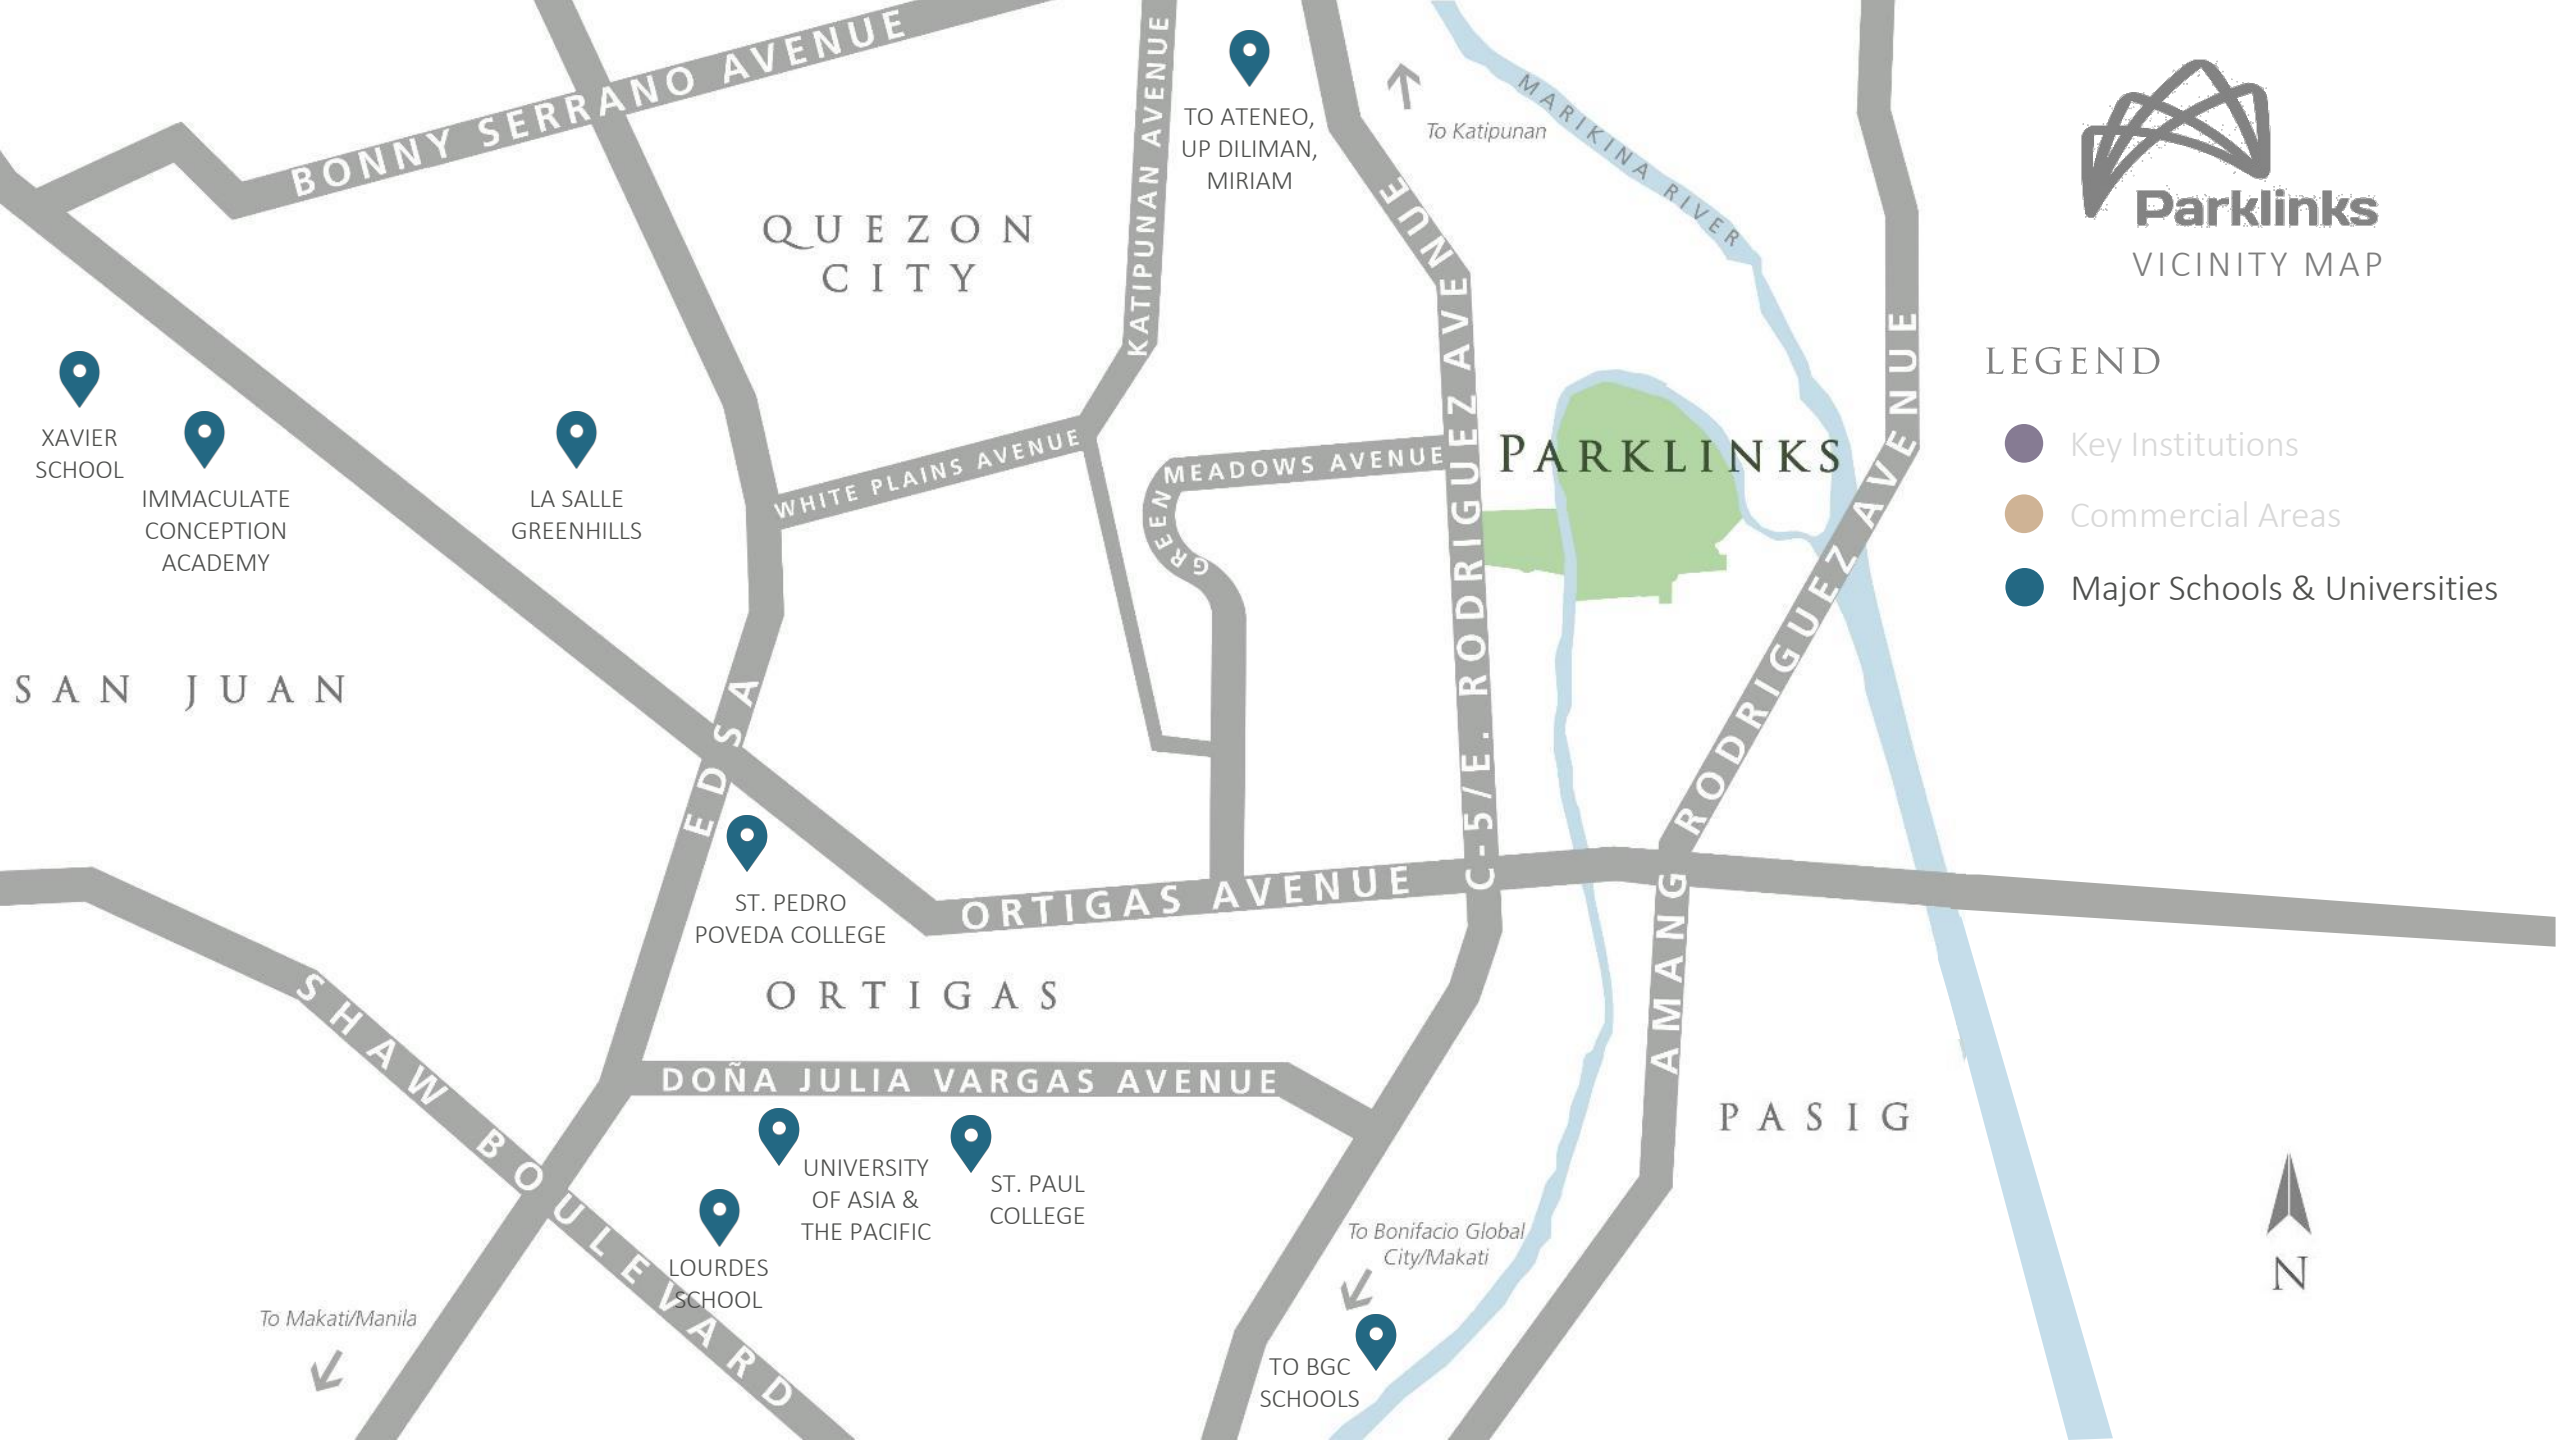 BONNY SERRANO AVENUE
KATIPUNAN AVENUE
TO ATENEO,
UP DILIMAN,
MIRIAM
To Katipunan
MARIKINA RIVER
Parklinks
VICINITY MAP
QUEZON
CITY
LEGEND
Key Institutions
Commercial Areas
Major Schools & Universities
XAVIER
SCHOOL
IMMACULATE
CONCEPTION
ACADEMY
LA SALLE
GREENHILLS
WHITE PLAINS AVENUE
GREEN MEADOWS AVENUE
PARKLINKS
C-5/E. RODRIGUEZ AVENUE
AMANG RODRIGUEZ AVENUE
SAN JUAN
EDSA
ST. PEDRO
POVEDA COLLEGE
ORTIGAS AVENUE
ORTIGAS
SHAW BOULEVARD
DOÑA JULIA VARGAS AVENUE
PASIG
UNIVERSITY
OF ASIA &
THE PACIFIC
ST. PAUL
COLLEGE
LOURDES
SCHOOL
To Makati/Manila
To Bonifacio Global
City/Makati
TO BGC
SCHOOLS
N